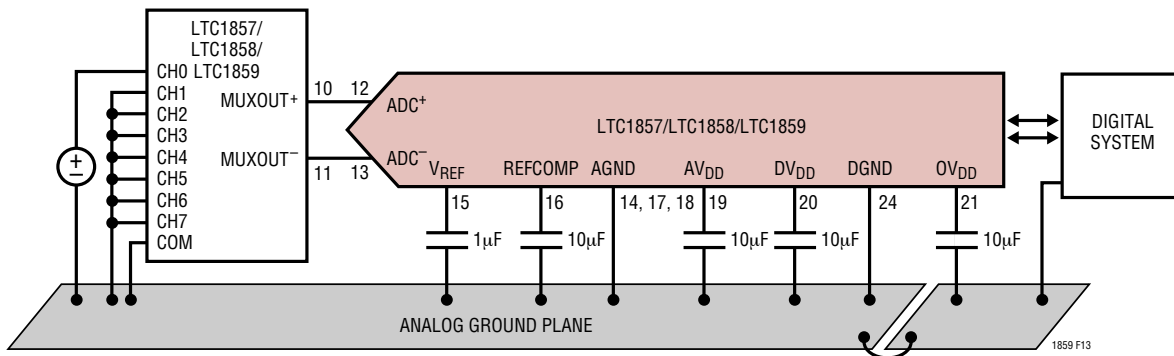 LTC1857/
LTC1858/
LTC1859
CH0
CH1
CH2
CH3
CH4
CH5
CH6
CH7
COM
MUXOUT+
MUXOUT–
10
12
11
13
ADC+
ADC–
LTC1857/LTC1858/LTC1859
VREF
REFCOMP
AGND
AVDD
DVDD
DGND
OVDD
15
16
14, 17, 18
19
20
24
21
1µF
10µF
10µF
10µF
10µF
DIGITAL
SYSTEM
+
–
ANALOG GROUND PLANE
1859 F13